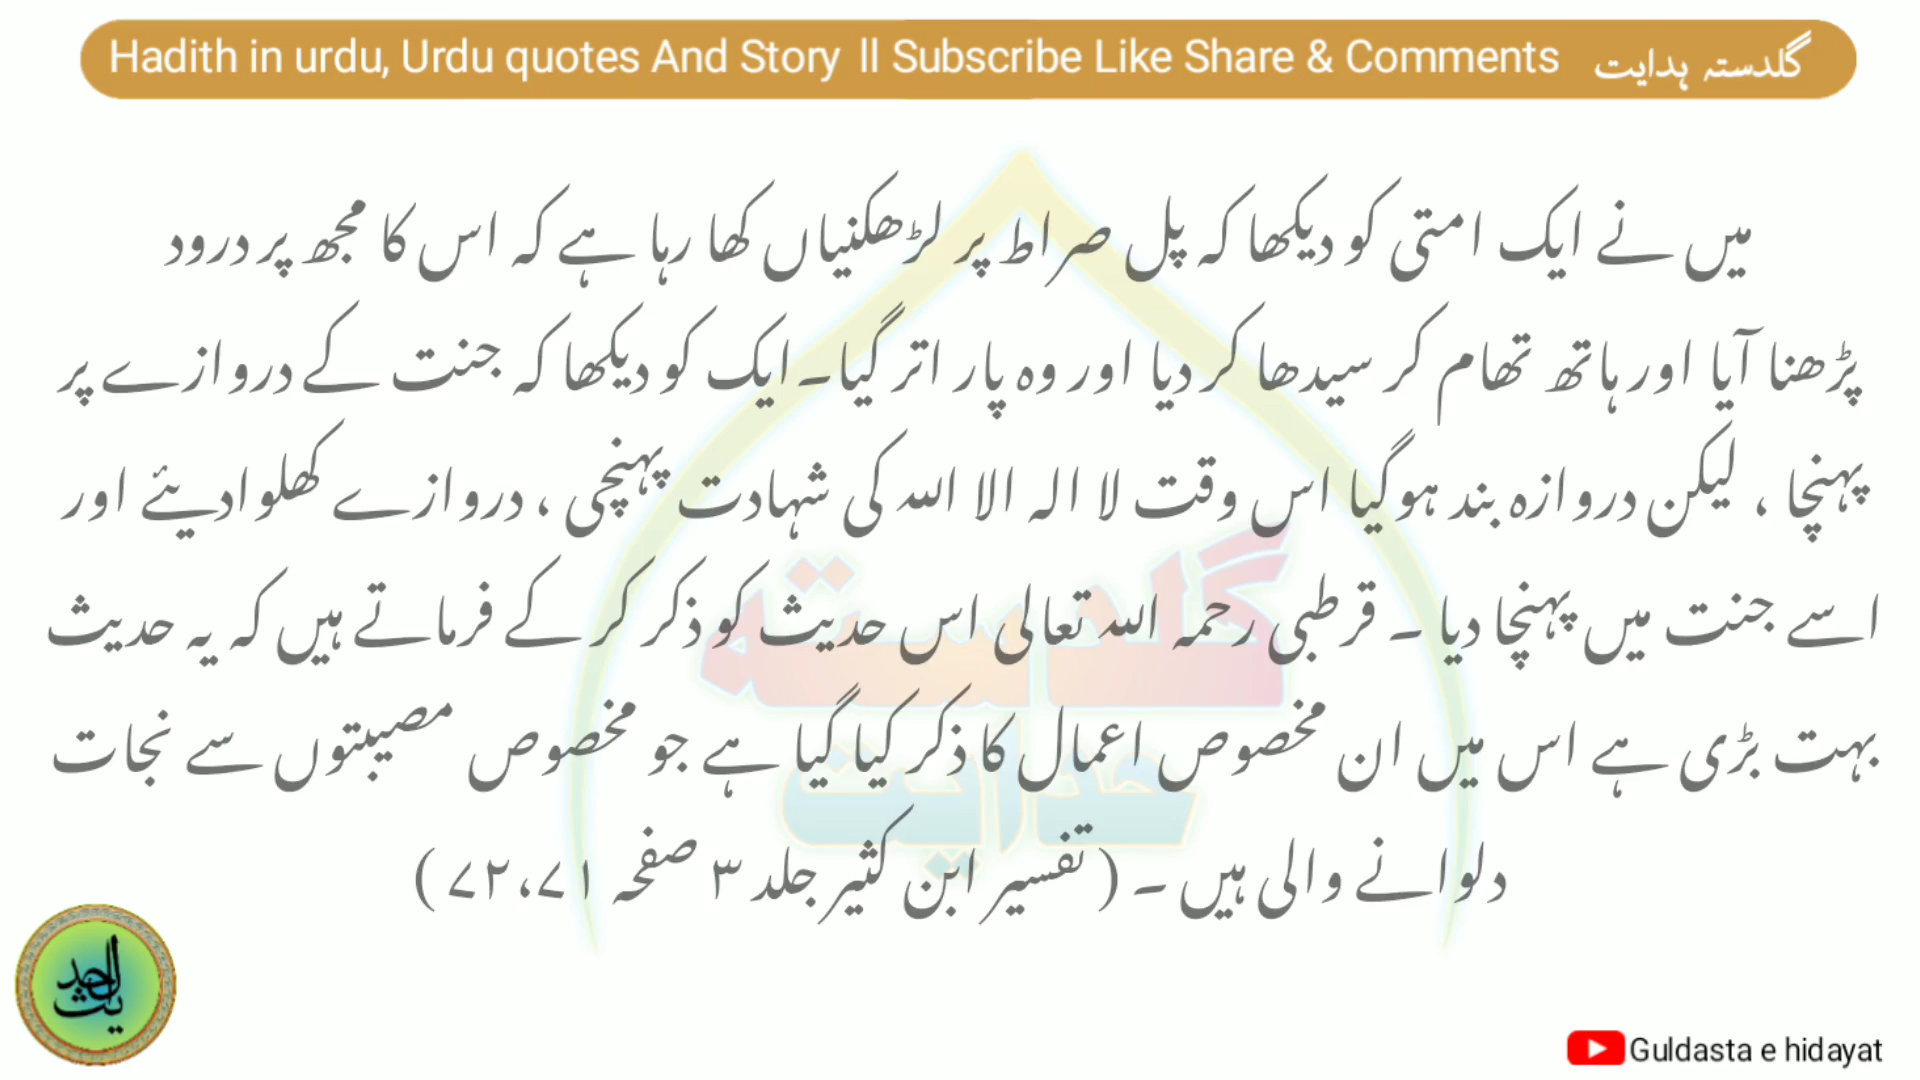 Hadith in urdu, Urdu quotes And Story ll Subscribe Like Share & Comments گلدستہ ہدایت
میں نے ایک امتی کو دیکھا کہ پل صراط پر لڑھکنیاں کھا رہا ہے کہ اس کا مجھ پر درود
پڑھنا آیا اور ہاتھ تھام کر سیدھا کر دیا اور وہ پار اتر گیا۔ ایک کو دیکھا کہ جنت کے دروازے پر
پہنچا ، لیکن دروازہ بند ہوگیا اس وقت لا الہ الا اللہ کی شہادت پہنچی ، دروازے کھلوادیئے اور
اسے جنت میں پہنچا دیا ۔ قرطبی رحمہ اللہ تعالی اس حدیث کو ذکر کر کے فرماتے ہیں کہ یہ حدیث
بہت بڑی ہے اس میں ان مخصوص اعمال کا ذکر کیا گیا ہے جو مخصوص مصیبتوں سے نجات
دلوانے والی ہیں ۔ ( تفسیر ابن کثیر جلد ۳ صفحہ ۷۲،۷۱ )
گلدستہ
ہدایت
الحدیث
Guldasta e hidayat